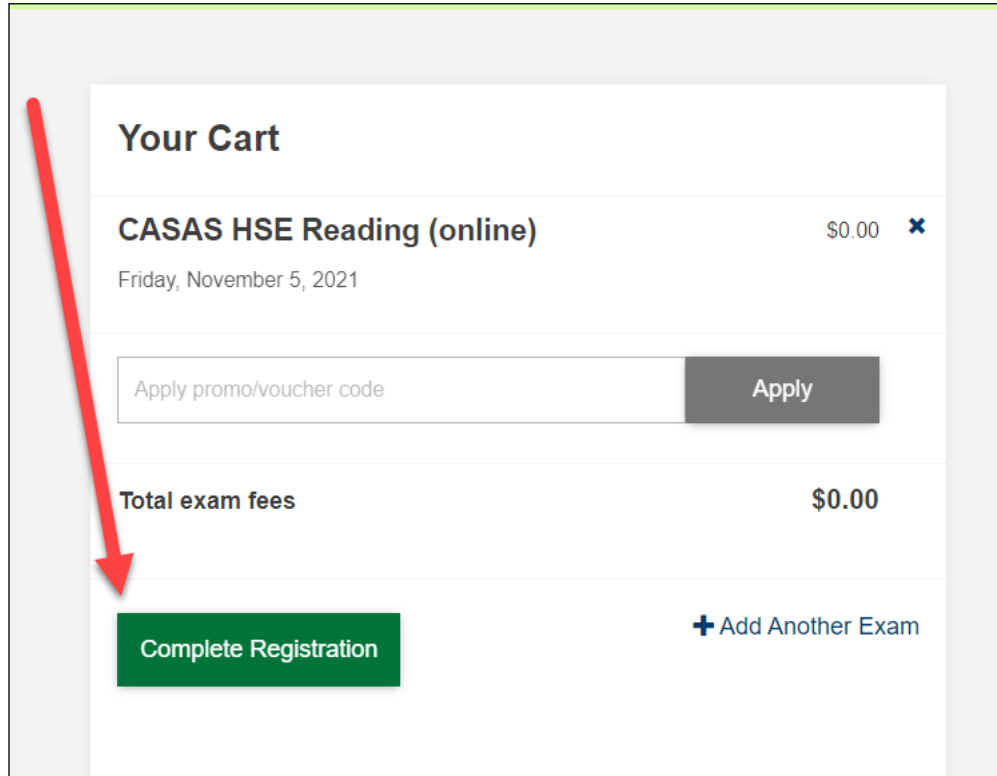 Your Cart
CASAS HSE Reading (online)
$0.00
Friday, November 5, 2021
Apply promo/voucher code
Apply
Total exam fees
$0.00
Complete Registration
Add Another Exam